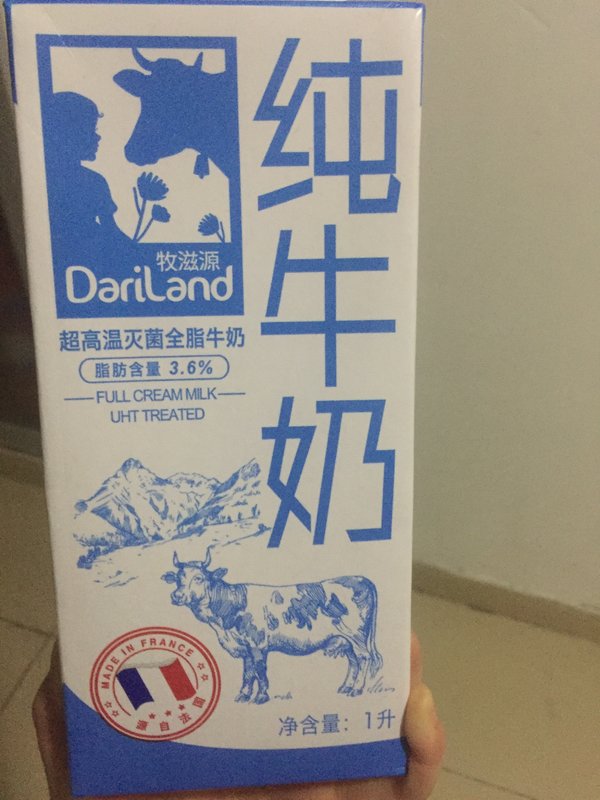 纯牛奶
牧滋源
DariLand
超高温灭菌全脂牛奶
脂肪含量 3.6%
FULL CREAM MILK
UHT TREATED
MADE IN FRANCE
源自法国
净含量：1升